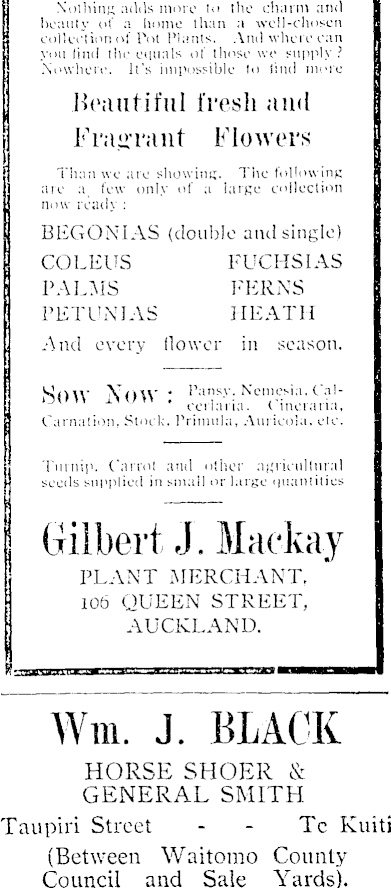 Nothing adds more to the charm and
beauty of a home than a well-chosen
collection of Pot Plants. And where can
you find the equals of those we supply?
Nowhere. It's impossible to find more
Beautiful fresh and
Fragrant Flowers
Than we are showing. The following
are a few only of a large collection
now ready:
BEGONIAS (double and single)
COLEUS FUCHSIAS
PALMS FERNS
PETUNIAS HEATH
And every flower in season.
Sow Now: Pansy, Nemesia, Cal-
cerlaria, Cineraria,
Carnation, Stock, Primula, Auricola, etc.
Turnip, Carrot and other agricultural
seeds supplied in small or large quantities
Gilbert J. Mackay
PLANT MERCHANT,
106 QUEEN STREET,
AUCKLAND.
Wm. J. BLACK
HORSE SHOER &
GENERAL SMITH
Taupiri Street - - Te Kuiti
(Between Waitomo County
Council and Sale Yards).